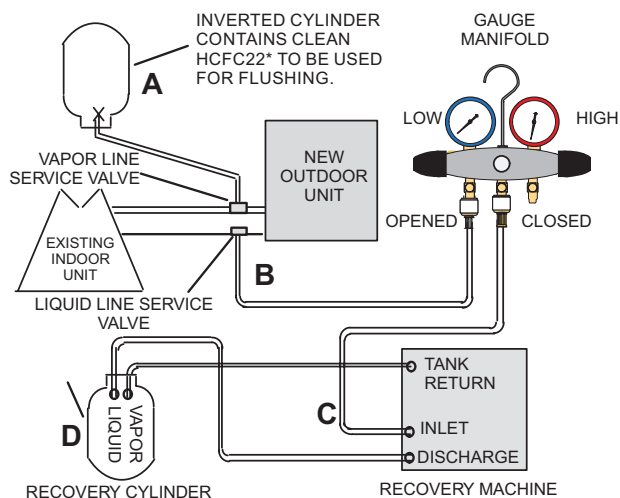 INVERTED CYLINDER
CONTAINS CLEAN
HCFC22* TO BE USED
FOR FLUSHING.
A
GAUGE
MANIFOLD
LOW
HIGH
VAPOR LINE
SERVICE VALVE
NEW
OUTDOOR
UNIT
OPENED
CLOSED
EXISTING
INDOOR
UNIT
B
LIQUID LINE SERVICE
VALVE
TANK
RETURN
C
D
LIQUID
VAPOR
INLET
DISCHARGE
RECOVERY CYLINDER
RECOVERY MACHINE